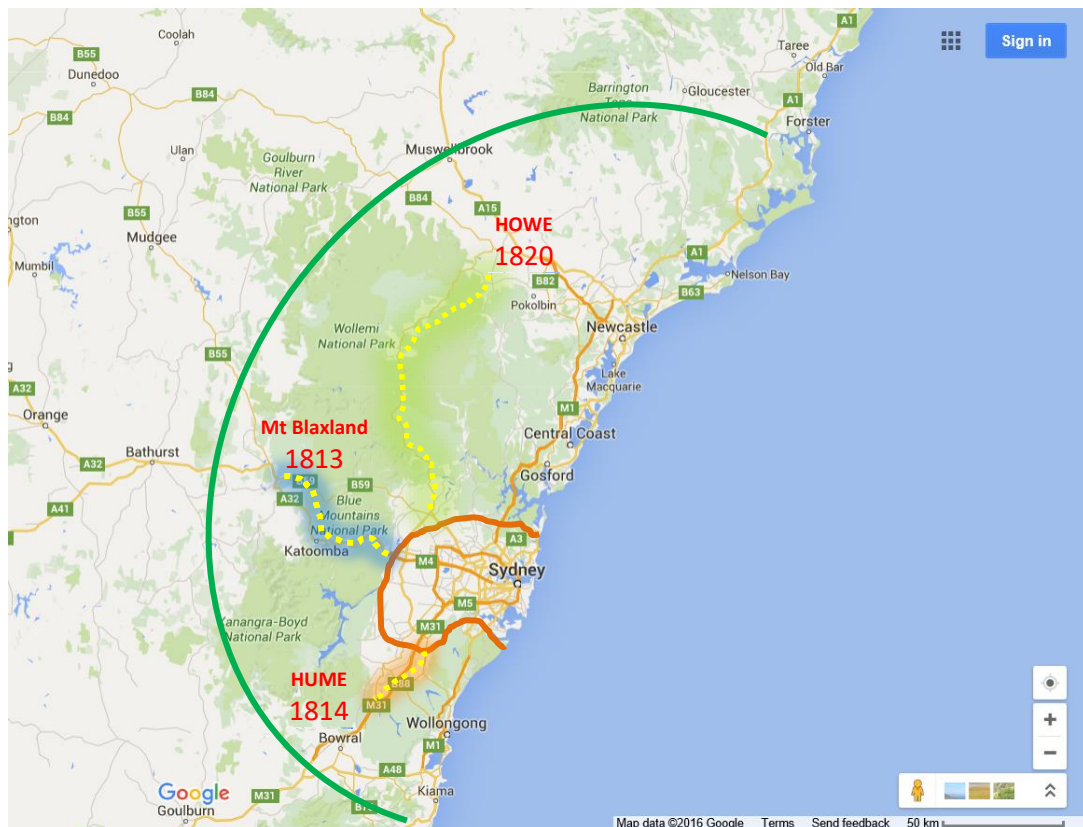 A1
Coolah
Taree
Sign in
B55
Dunedoo
Old Bar
Barrington
Tops
National Park
Gloucester
B84
A1
B84
Forster
Ulan
Muswellbrook
Goulburn
River
National Park
B84
A15
HOWE
1820
B55
ngton
Mudgee
A1
Mumbil
Nelson Bay
B82
B63
Pokolbin
Wollemi
National Park
Newcastle
B55
Lake
Macquarie
A32
Orange
M1
Mt Blaxland
1813
Central Coast
Bathurst
A32
Gosford
B59
A32
Blue
Mountains
National Park
A41
Katoomba
A3
M4
Sydney
M5
Kanangra-Boyd
National Park
M31
HUME
1814
B88
M31
Wollongong
Bowral
M1
A48
Google
M31
Kiama
Goulburn
Map data ©2016 Google Terms Send feedback 50 km